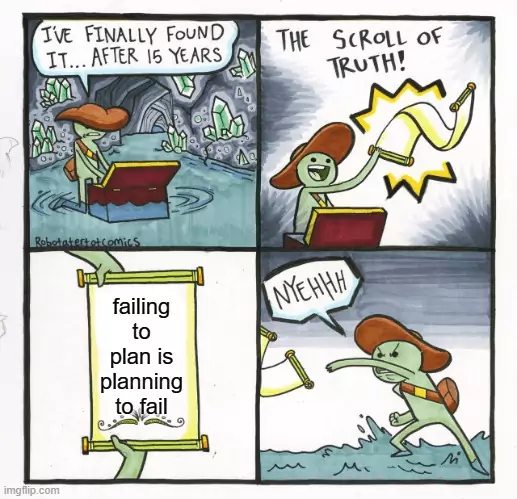 I'VE FINALLY FOUND
IT... AFTER 15 YEARS
THE SCROLL OF
TRUTH!
Robotatertotcomics
failing
to
plan is
planning
to fail
NYEHHH
imgflip.com